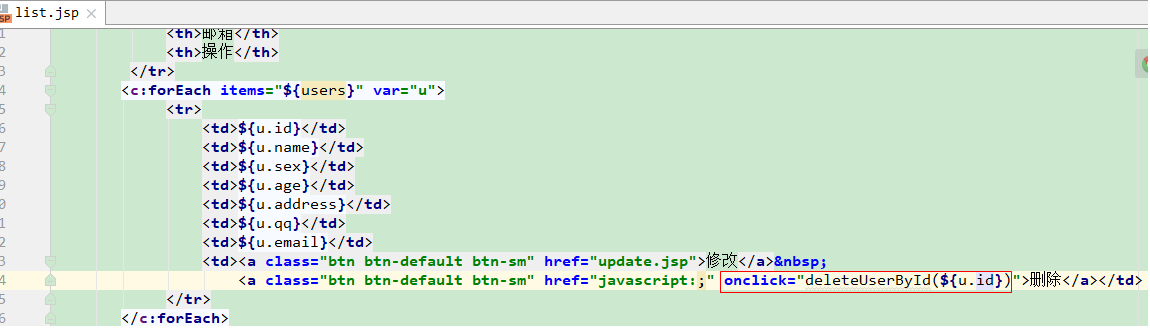 list.jsp
1 <th>邮箱</th>
2 <th>操作</th>
3 </tr>
4 <c:forEach items="${users}" var="u">
5 <tr>
6 <td>${u.id}</td>
7 <td>${u.name}</td>
8 <td>${u.sex}</td>
9 <td>${u.age}</td>
0 <td>${u.address}</td>
1 <td>${u.qq}</td>
2 <td>${u.email}</td>
3 <td><a class="btn btn-default btn-sm" href="update.jsp">修改</a>&nbsp;
4 <a class="btn btn-default btn-sm" href="javascript:;" onclick="deleteUserById(${u.id})">删除</a></td>
5 </tr>
6 </c:forEach>